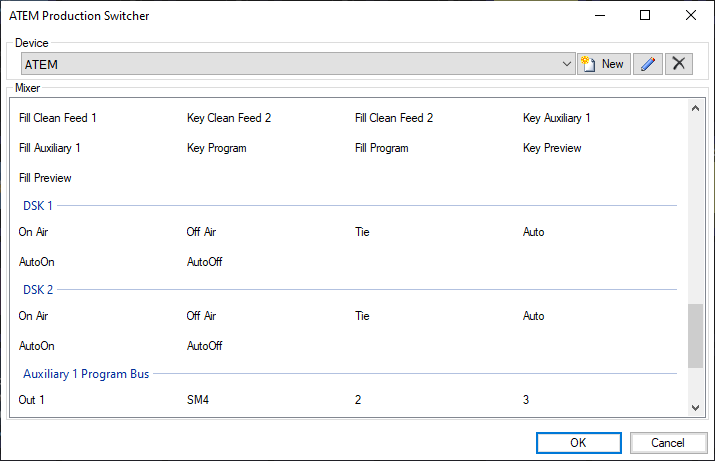 ATEM Production Switcher
Device
ATEM New
Mixer
Fill Clean Feed 1 Key Clean Feed 2 Fill Clean Feed 2 Key Auxiliary 1
Fill Auxiliary 1 Key Program Fill Program Key Preview
Fill Preview
DSK 1
On Air Off Air Tie Auto
AutoOn AutoOff
DSK 2
On Air Off Air Tie Auto
AutoOn AutoOff
Auxiliary 1 Program Bus
Out 1 SM4 2 3
OK Cancel